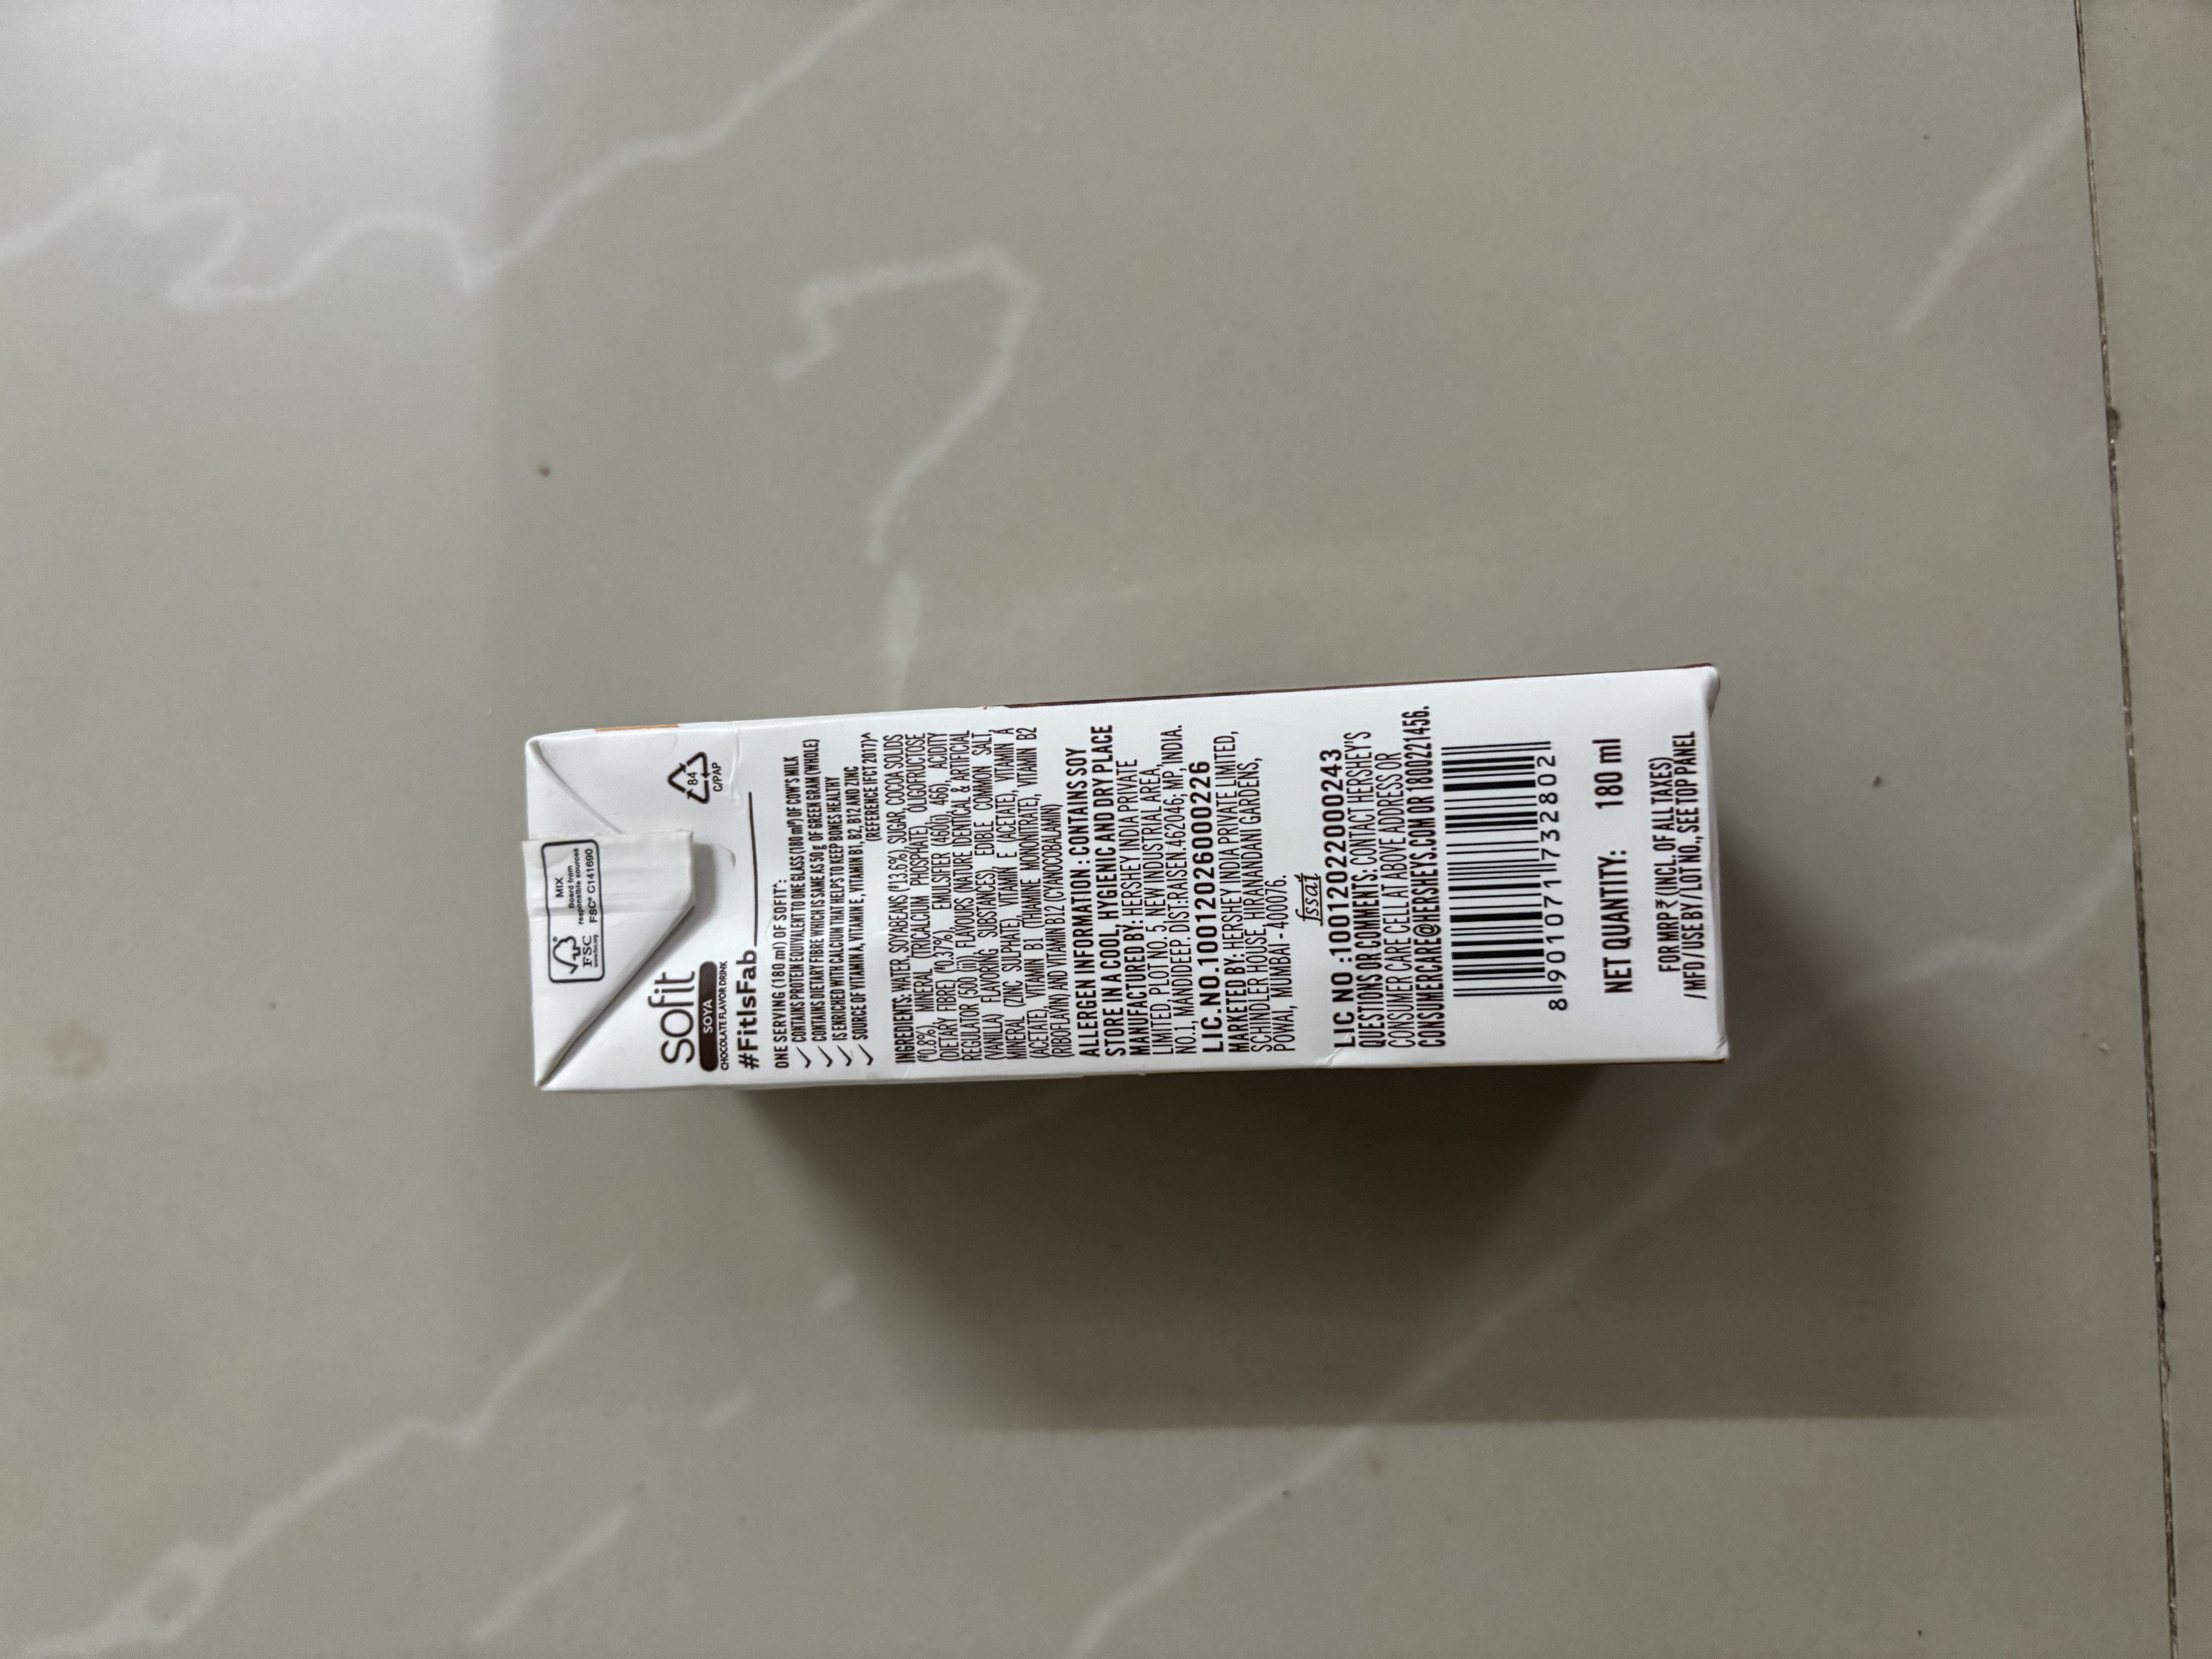 FSC
www.fsc.org
MIX
Board from
responsible sources
FSC® C141690
sofit
SOYA
CHOCOLATE FLAVOR DRINK
84
C/PAP
#FitIsFab
ONE SERVING (180 ml) OF SOFIT^:
CONTAINS PROTEIN EQUIVALENT TO ONE GLASS (180 ml#) OF COW'S MILK
CONTAINS DIETARY FIBRE WHICH IS SAME AS 50 g OF GREEN GRAM (WHOLE)
IS ENRICHED WITH CALCIUM THAT HELPS TO KEEP BONES HEALTHY
SOURCE OF VITAMIN A, VITAMIN E, VITAMIN B1, B2, B12 AND ZINC
(REFERENCE IFCT 2017)^
INGREDIENTS: WATER, SOYABEANS (#13.6%), SUGAR, COCOA SOLIDS
(#0.8%), MINERAL (TRICALCIUM PHOSPHATE), OLIGOFRUCTOSE
(DIETARY FIBRE) (#0.37%), EMULSIFIER (460(i), 466), ACIDITY
REGULATOR (500 (ii)), FLAVOURS (NATURE IDENTICAL & ARTIFICIAL
(VANILLA) FLAVORING SUBSTANCES), EDIBLE COMMON SALT,
MINERAL (ZINC SULPHATE), VITAMIN E (ACETATE), VITAMIN A
(ACETATE), VITAMIN B1 (THIAMINE MONONITRATE), VITAMIN B2
(RIBOFLAVIN) AND VITAMIN B12 (CYANOCOBALAMIN)
ALLERGEN INFORMATION : CONTAINS SOY
STORE IN A COOL, HYGIENIC AND DRY PLACE
MANUFACTURED BY: HERSHEY INDIA PRIVATE
LIMITED, PLOT NO. 5, NEW INDUSTRIAL AREA,
NO.1, MANDIDEEP. DIST:RAISEN.462046; MP, INDIA.
LIC.NO.10012026000226
MARKETED BY: HERSHEY INDIA PRIVATE LIMITED,
SCHINDLER HOUSE, HIRANANDANI GARDENS,
POWAI, MUMBAI - 400076.
fssai
LIC NO :10012022000243
QUESTIONS OR COMMENTS: CONTACT HERSHEY'S
CONSUMER CARE CELL AT ABOVE ADDRESS OR
CONSUMERCARE@HERSHEYS.COM OR 1800221456.
8 901071 732802
NET QUANTITY: 180 ml
FOR MRP ₹ (INCL. OF ALL TAXES)
/ MFD / USE BY / LOT NO., SEE TOP PANEL